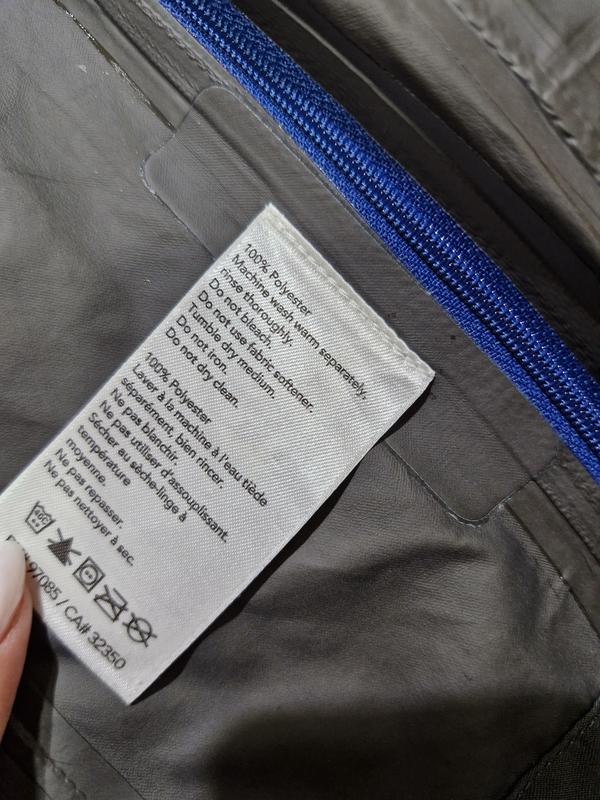 100% Polyester
Machine wash warm separately,
rinse thoroughly.
Do not bleach.
Do not use fabric softener.
Tumble dry medium.
Do not iron.
Do not dry clean.
100% Polyester
Laver à la machine à l'eau tiède
séparément, bien rincer.
Ne pas blanchir.
Ne pas utiliser d'assouplissant.
Sécher au sèche-linge à
température
moyenne.
Ne pas repasser.
Ne pas nettoyer à sec.
40C
97085 / CA# 32350